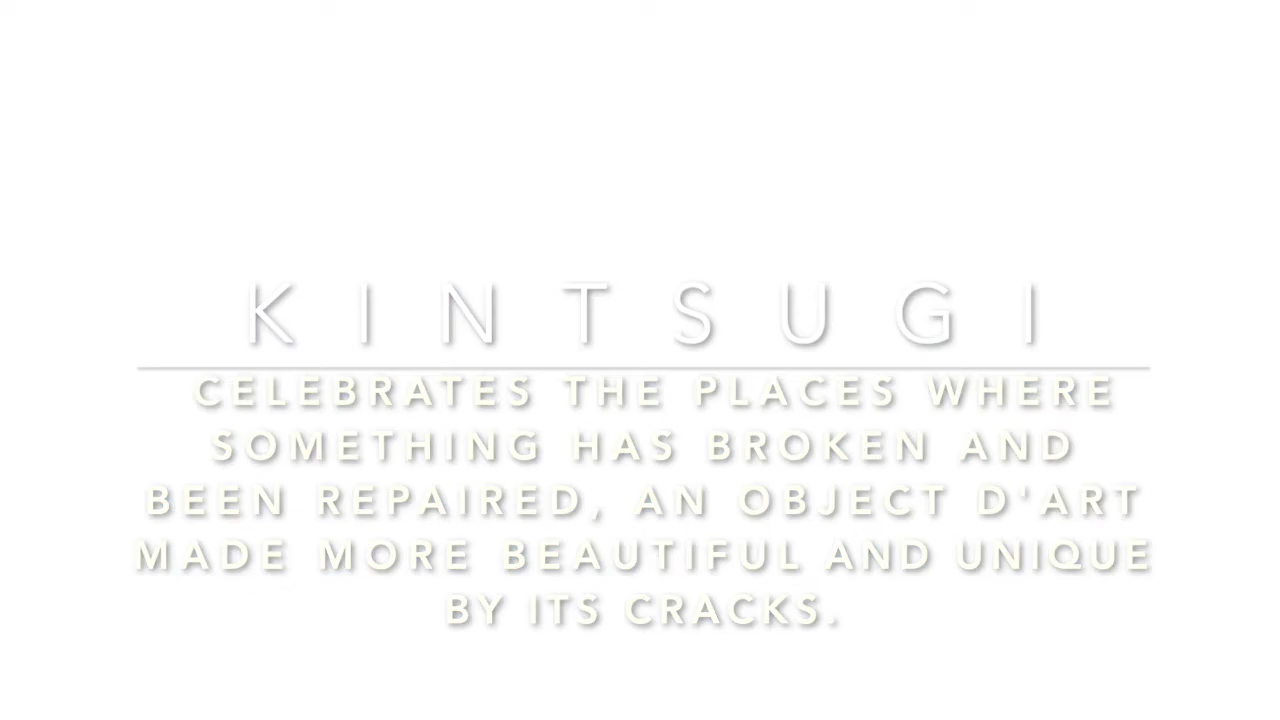 KINTSUGI
CELEBRATES THE PLACES WHERE
SOMETHING HAS BROKEN AND
BEEN REPAIRED, AN OBJECT D'ART
MADE MORE BEAUTIFUL AND UNIQUE
BY ITS CRACKS.